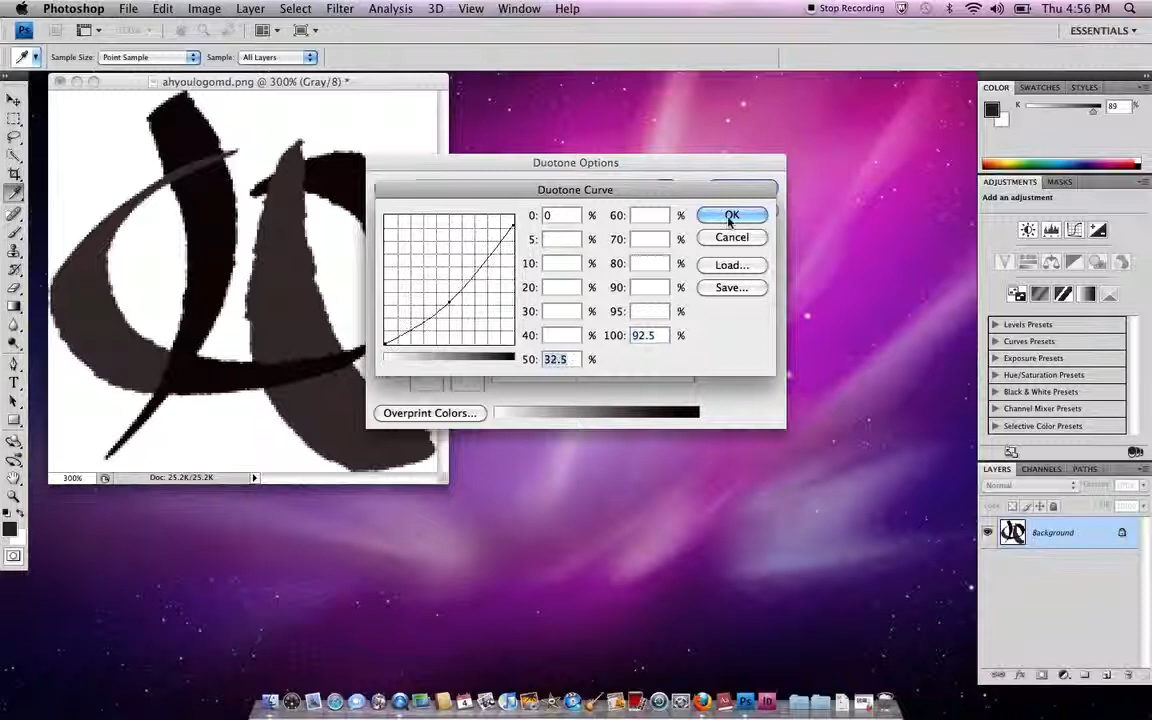 Photoshop File Edit Image Layer Select Filter Analysis 3D View Window Help Stop Recording Thu 4:56 PM
Ps ESSENTIALS
Sample Size: Point Sample Sample: All Layers
ahyoulogomd.png @ 300% (Gray/8) *
COLOR SWATCHES STYLES
K 89 %
Duotone Options
Duotone Curve
0: 0 % 60: % OK
5: % 70: % Cancel
10: % 80: % Load...
20: % 90: % Save...
30: % 95: %
40: % 100: 92.5 %
50: 32.5 %
Overprint Colors...
ADJUSTMENTS MASKS
Add an adjustment
Levels Presets
Curves Presets
Exposure Presets
Hue/Saturation Presets
Black & White Presets
Channel Mixer Presets
Selective Color Presets
300% Doc: 25.2K/25.2K
LAYERS CHANNELS PATHS
Normal
Background
Ps Id